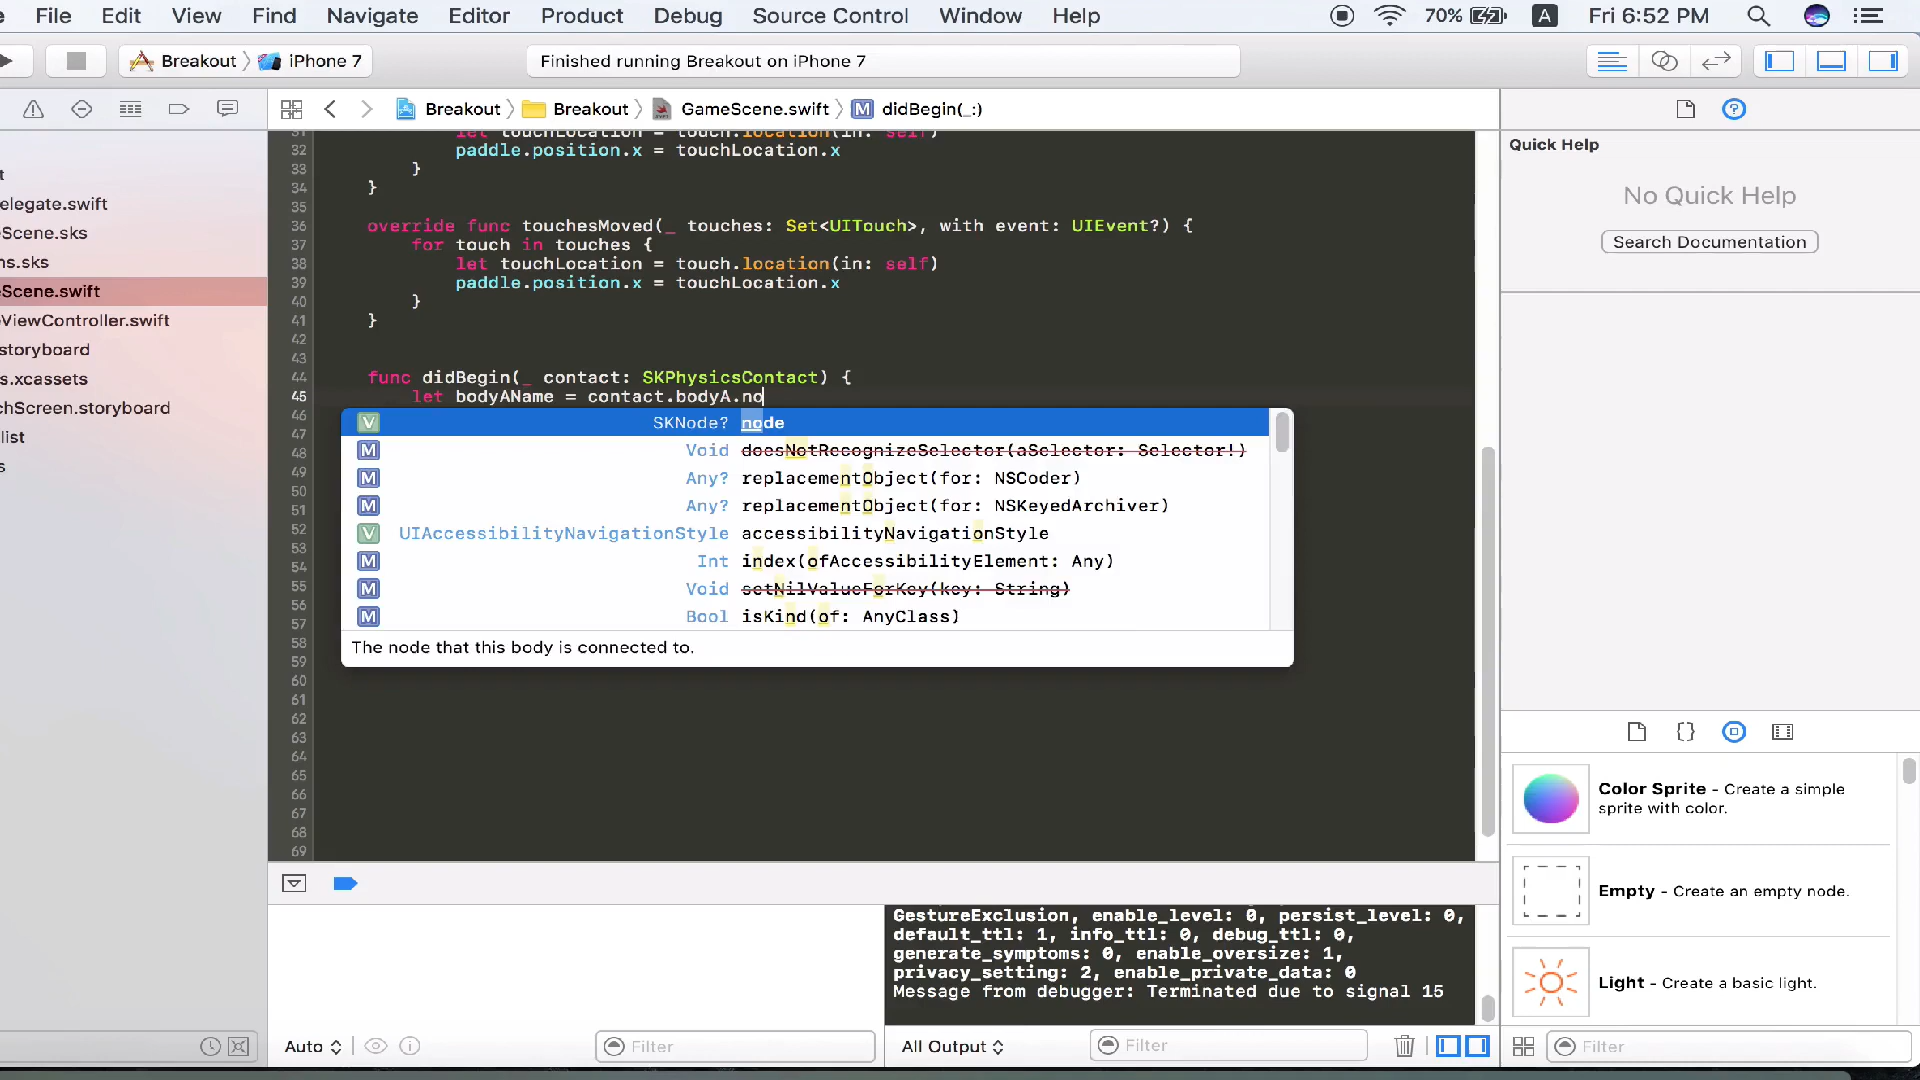 File Edit View Find Navigate Editor Product Debug Source Control Window Help 70% A Fri 6:52 PM
Breakout iPhone 7 Finished running Breakout on iPhone 7
Breakout Breakout GameScene.swift M didBegin(_:)
31 let touchLocation = touch.location(in: self)
32 paddle.position.x = touchLocation.x
33 }
34 }
35
36 override func touchesMoved(_ touches: Set<UITouch>, with event: UIEvent?) {
37 for touch in touches {
38 let touchLocation = touch.location(in: self)
39 paddle.position.x = touchLocation.x
40 }
41 }
42
43
44 func didBegin(_ contact: SKPhysicsContact) {
45 let bodyAName = contact.bodyA.no
46
47
48
49
50
51
52
53
54
55
56
57
58
59
60
61
62
63
64
65
66
67
68
69
V SKNode? node
M Void doesNotRecognizeSelector(aSelector: Selector!)
M Any? replacementObject(for: NSCoder)
M Any? replacementObject(for: NSKeyedArchiver)
V UIAccessibilityNavigationStyle accessibilityNavigationStyle
M Int index(ofAccessibilityElement: Any)
M Void setNilValueForKey(key: String)
M Bool isKind(of: AnyClass)
The node that this body is connected to.
t
elegate.swift
Scene.sks
ns.sks
eScene.swift
eViewController.swift
storyboard
s.xcassets
chScreen.storyboard
list
s
Quick Help
No Quick Help
Search Documentation
Color Sprite - Create a simple
sprite with color.
Empty - Create an empty node.
Light - Create a basic light.
Filter
GestureExclusion, enable_level: 0, persist_level: 0,
default_ttl: 1, info_ttl: 0, debug_ttl: 0,
generate_symptoms: 0, enable_oversize: 1,
privacy_setting: 2, enable_private_data: 0
Message from debugger: Terminated due to signal 15
Auto Filter All Output Filter